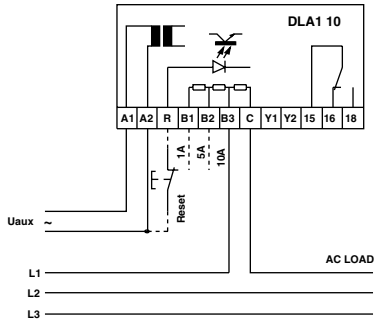 DLA1 10
A1 A2 R B1 B2 B3 C Y1 Y2 15 16 18
1A
5A
10A
Reset
Uaux ~
AC LOAD
L1
L2
L3